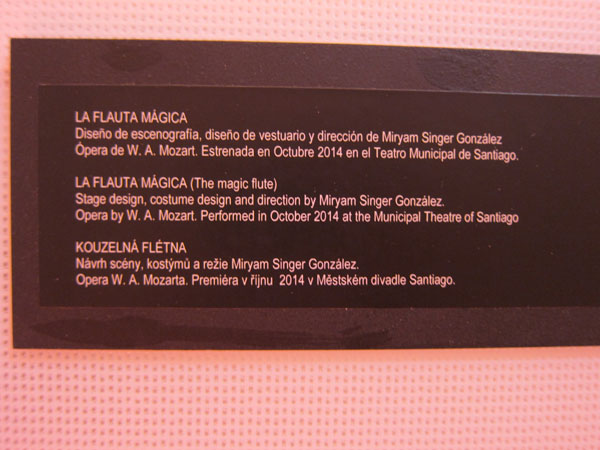 LA FLAUTA MÁGICA
Diseño de escenografia, diseño de vestuario y dirección de Miryam Singer González
Ópera de W. A. Mozart. Estrenada en Octubre 2014 en el Teatro Municipal de Santiago.
LA FLAUTA MÁGICA (The magic flute)
Stage design, costume design and direction by Miryam Singer González.
Opera by W. A. Mozart. Performed in October 2014 at the Municipal Theatre of Santiago
KOUZELNÁ FLÉTNA
Návrh scény, kostýmů a režie Miryam Singer González.
Opera W. A. Mozarta. Premiéra v říjnu 2014 v Městském divadle Santiago.